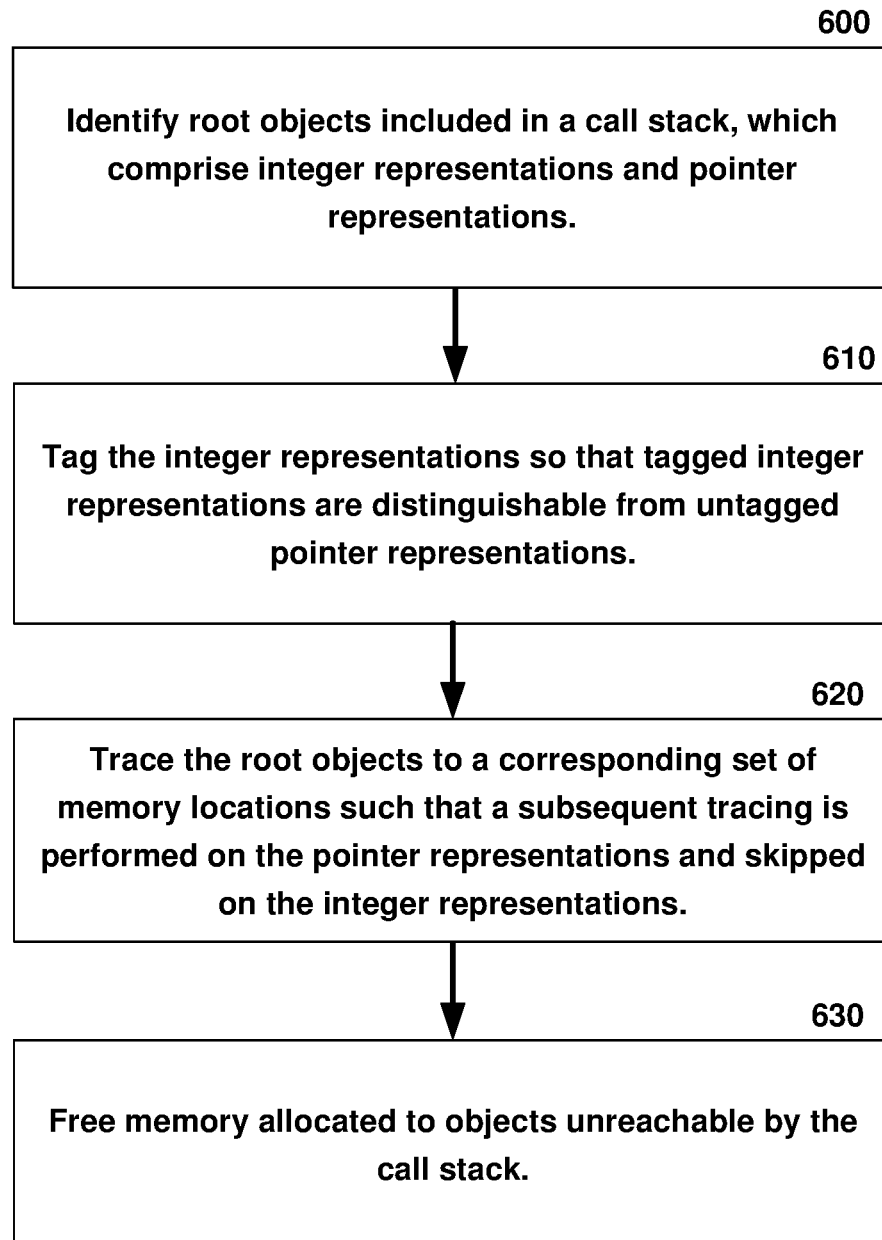 600
Identify root objects included in a call stack, which
comprise integer representations and pointer
representations.
610
Tag the integer representations so that tagged integer
representations are distinguishable from untagged
pointer representations.
620
Trace the root objects to a corresponding set of
memory locations such that a subsequent tracing is
performed on the pointer representations and skipped
on the integer representations.
630
Free memory allocated to objects unreachable by the
call stack.